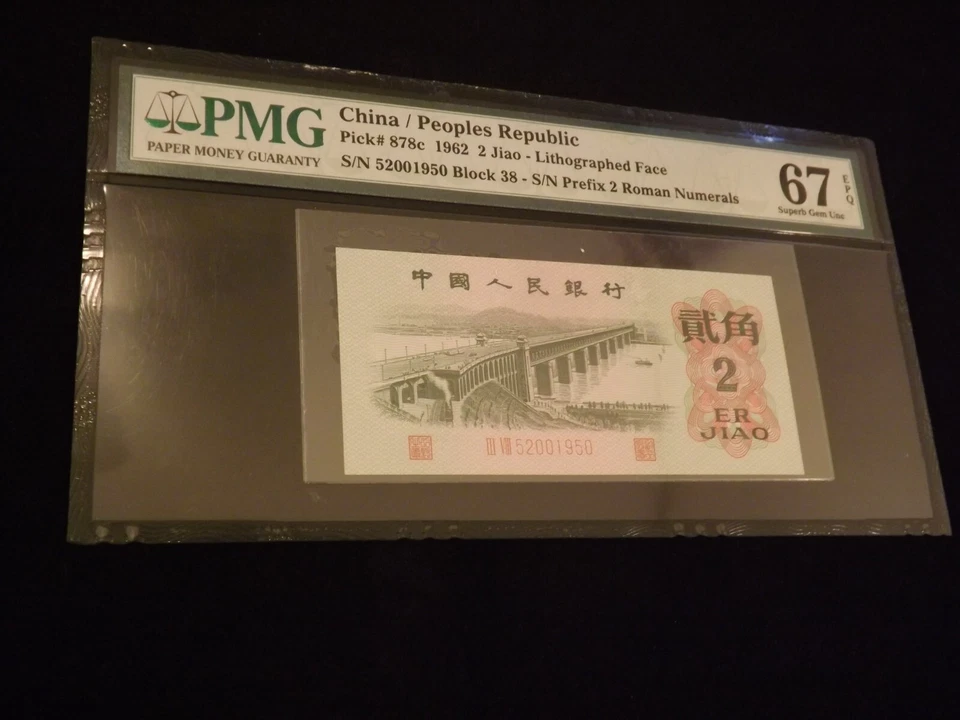 PMG
PAPER MONEY GUARANTY
China / Peoples Republic
Pick# 878c 1962 2 Jiao - Lithographed Face
S/N 52001950 Block 38 - S/N Prefix 2 Roman Numerals
67
EPQ
Superb Gem Unc
中國人民銀行
貳角
2
ER
JIAO
III VIII 52001950